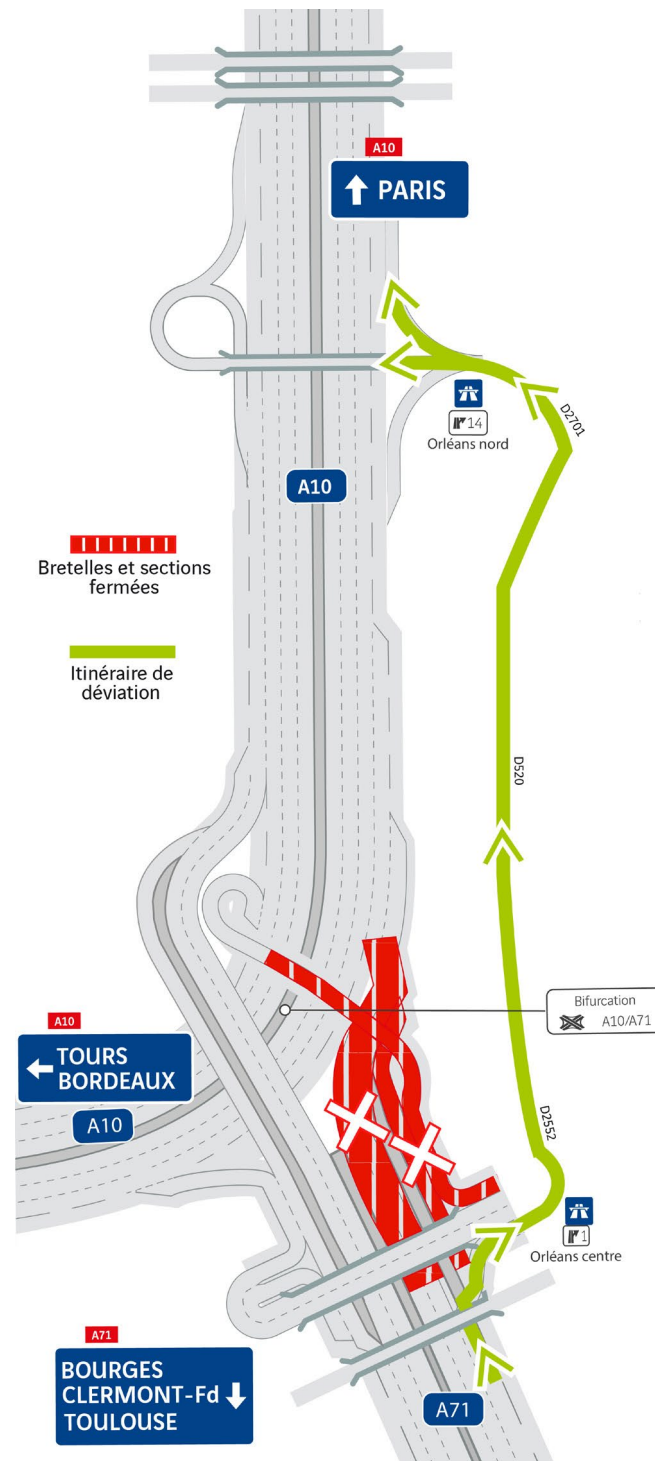 A10
PARIS
D2701
14
Orléans nord
A10
Bretelles et sections
fermées
Itinéraire de
déviation
D520
Bifurcation
A10/A71
A10
TOURS
BORDEAUX
A10
D2552
1
Orléans centre
A71
BOURGES
CLERMONT-Fd
TOULOUSE
A71